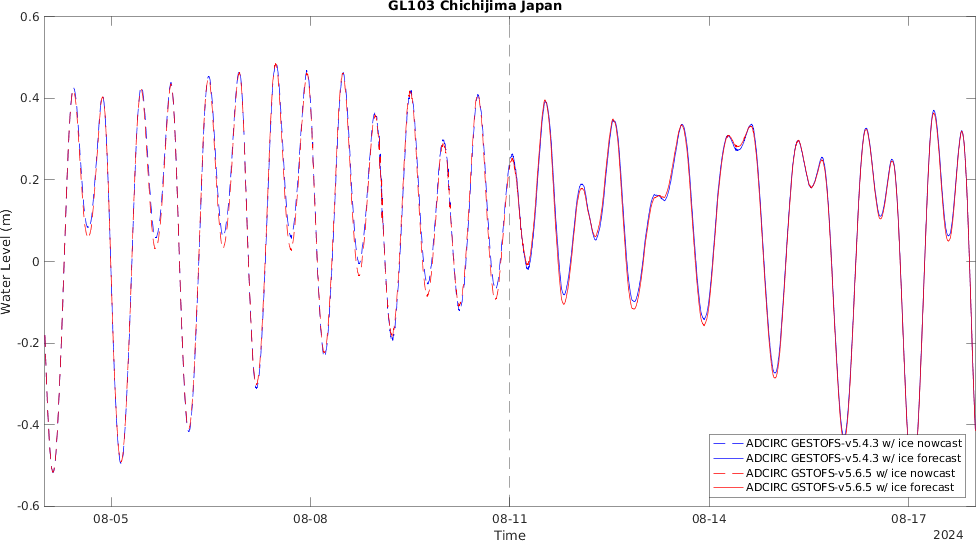 GL103 Chichijima Japan
0.6
0.4
0.2
0
-0.2
-0.4
-0.6
Water Level (m)
08-05
08-08
08-11
08-14
08-17
Time
2024
ADCIRC GESTOFS-v5.4.3 w/ ice nowcast
ADCIRC GESTOFS-v5.4.3 w/ ice forecast
ADCIRC GSTOFS-v5.6.5 w/ ice nowcast
ADCIRC GSTOFS-v5.6.5 w/ ice forecast